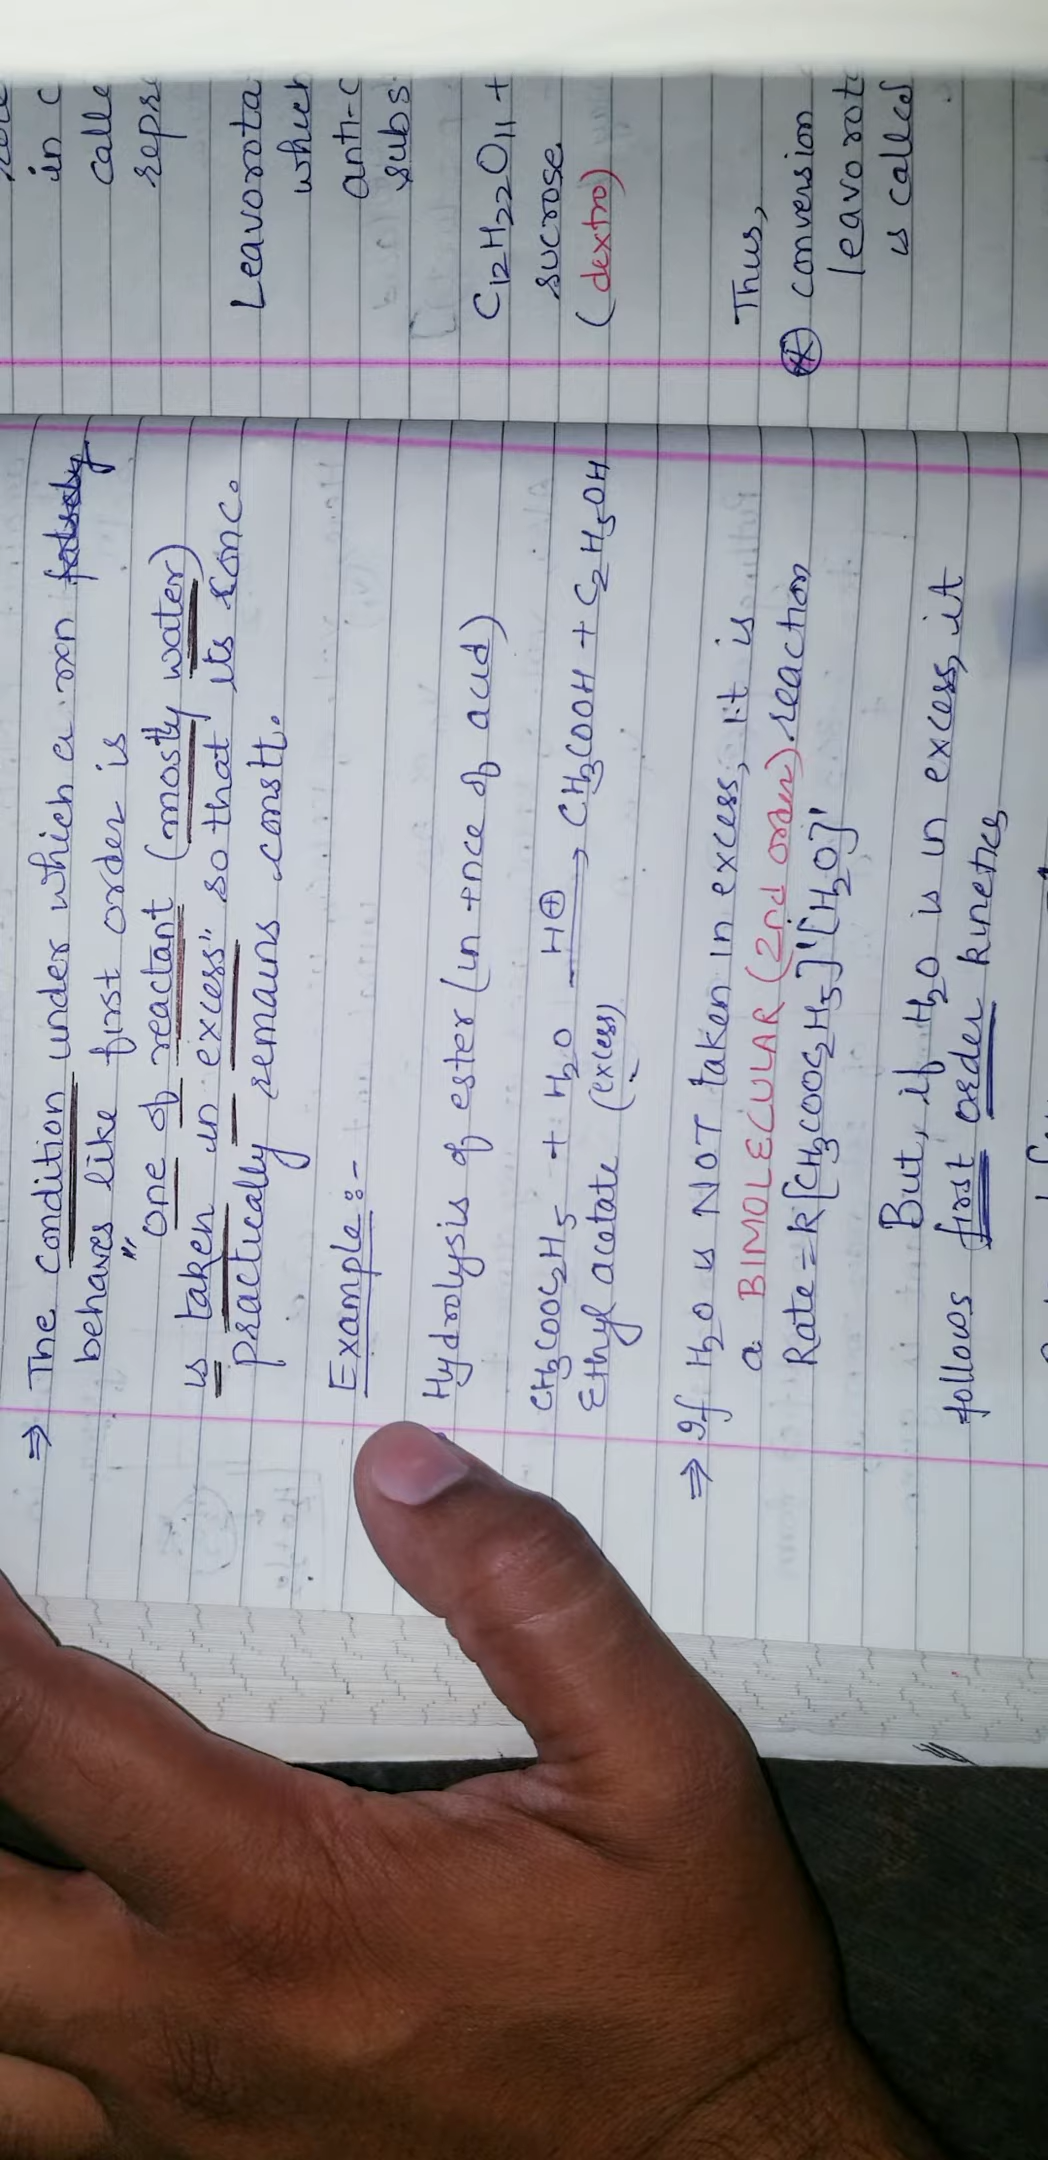 ⇒ The condition under which a rxn
behaves like first order is
"one of reactant (mostly water)
is taken in excess" so that its conc.
practically remains constt.
Example:-
Hydrolysis of ester (in +nce of acid)
CH₃COOC₂H₅ + H₂O H⊕ → CH₃COOH + C₂H₅OH
Ethyl acetate (excess)
⇒ If H₂O is NOT taken in excess, it is
a BIMOLECULAR (2nd order) reaction
Rate = k[CH₃COOC₂H₅]¹[H₂O]¹
But, if H₂O is in excess, it
follows first order kinetics
in c
calle
repr
Leavorota
which
anti-c
subs
C₁₂H₂₂O₁₁ +
sucrose
(dextro)
Thus,
conversion
leavorot
is called